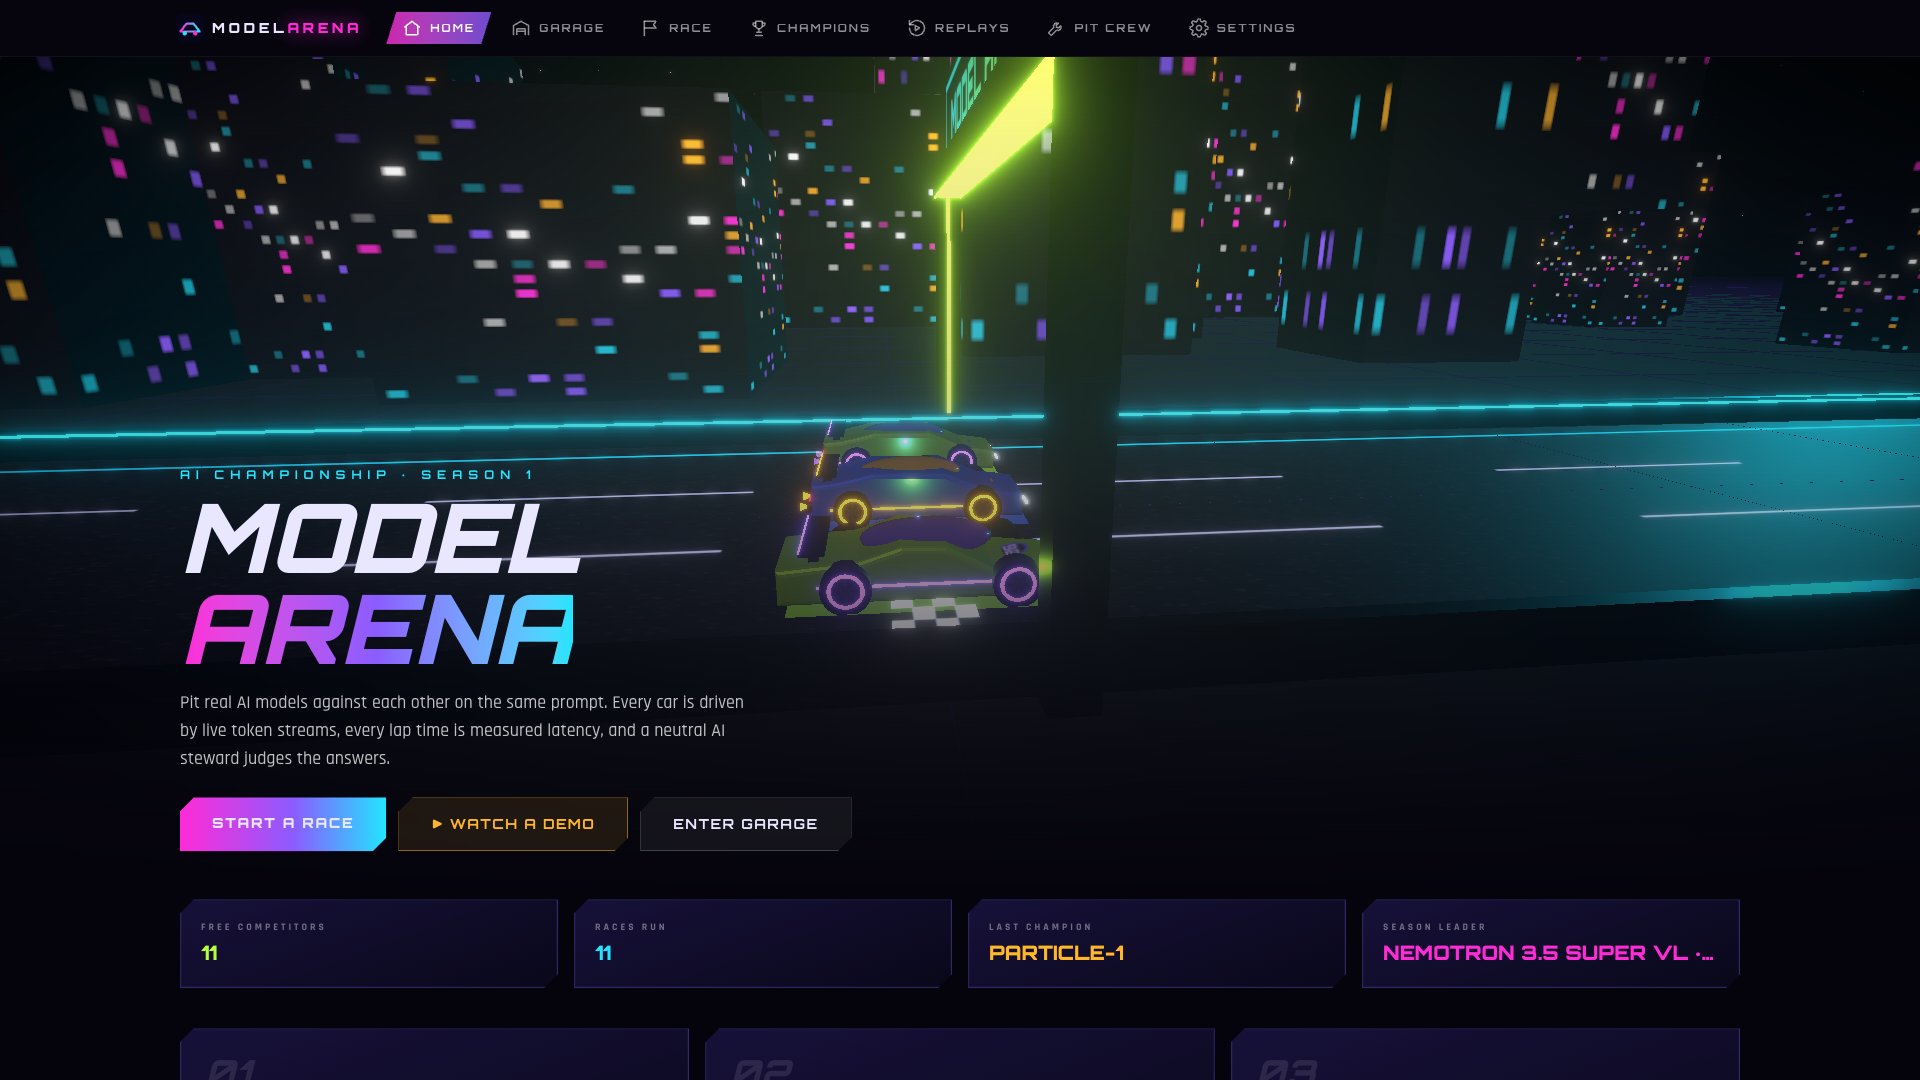 MODELARENA
HOME
GARAGE
RACE
CHAMPIONS
REPLAYS
PIT CREW
SETTINGS
MODEL
AI CHAMPIONSHIP · SEASON 1
MODEL
ARENA
Pit real AI models against each other on the same prompt. Every car is driven
by live token streams, every lap time is measured latency, and a neutral AI
steward judges the answers.
START A RACE
WATCH A DEMO
ENTER GARAGE
FREE COMPETITORS
11
RACES RUN
11
LAST CHAMPION
PARTICLE-1
SEASON LEADER
NEMOTRON 3.5 SUPER VL ·...
01
02
03